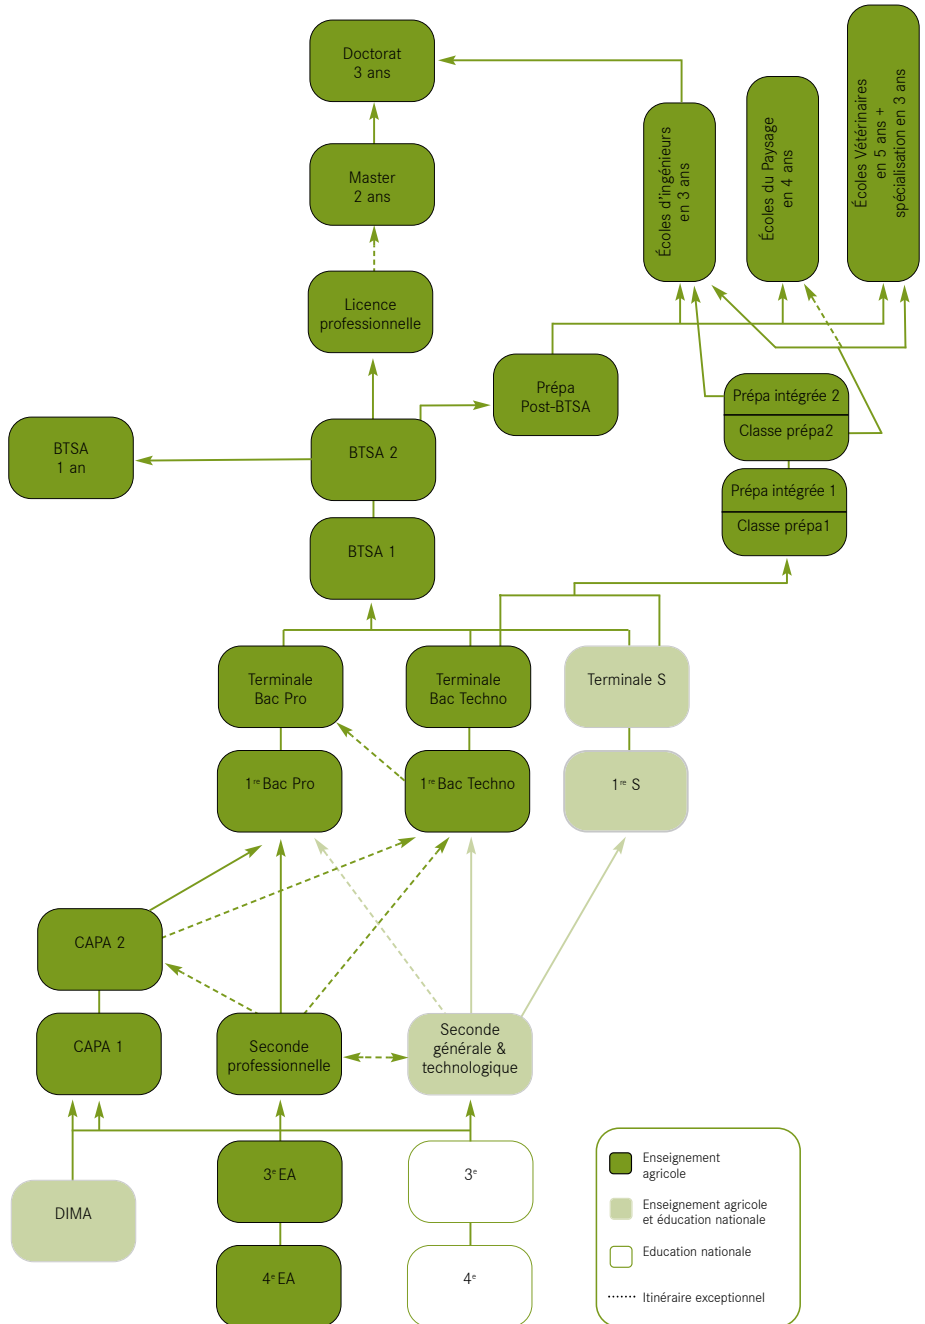 Doctorat
3 ans
Master
2 ans
Licence
professionnelle
Écoles d'ingénieurs
en 3 ans
Écoles du Paysage
en 4 ans
Écoles Vétérinaires
en 5 ans +
spécialisation en 3 ans
Prépa
Post-BTSA
Prépa intégrée 2
Classe prépa2
Prépa intégrée 1
Classe prépa1
BTSA
1 an
BTSA 2
BTSA 1
Terminale
Bac Pro
Terminale
Bac Techno
Terminale S
1re Bac Pro
1re Bac Techno
1re S
CAPA 2
CAPA 1
Seconde
professionnelle
Seconde
générale &
technologique
DIMA
3e EA
3e
4e EA
4e
Enseignement
agricole
Enseignement agricole
et éducation nationale
Education nationale
Itinéraire exceptionnel